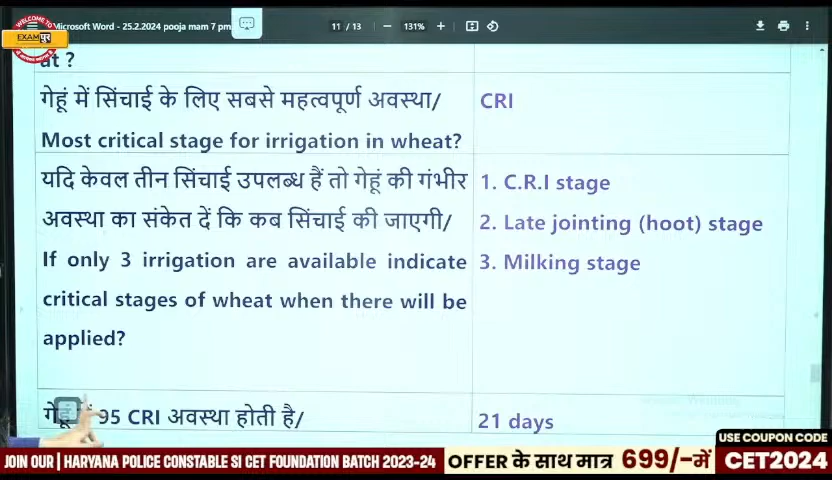 WELCOME TO
EXAMPUR
Microsoft Word - 25.2.2024 pooja mam 7 pm
11 / 13
131%
at ?
गेहूं में सिंचाई के लिए सबसे महत्वपूर्ण अवस्था/
CRI
Most critical stage for irrigation in wheat?
यदि केवल तीन सिंचाई उपलब्ध हैं तो गेहूं की गंभीर
1. C.R.I stage
अवस्था का संकेत दें कि कब सिंचाई की जाएगी/
2. Late jointing (hoot) stage
If only 3 irrigation are available indicate
3. Milking stage
critical stages of wheat when there will be
applied?
95 CRI अवस्था होती है/
21 days
USE COUPON CODE
JOIN OUR | HARYANA POLICE CONSTABLE SI CET FOUNDATION BATCH 2023-24
OFFER के साथ मात्र 699/-में
CET2024